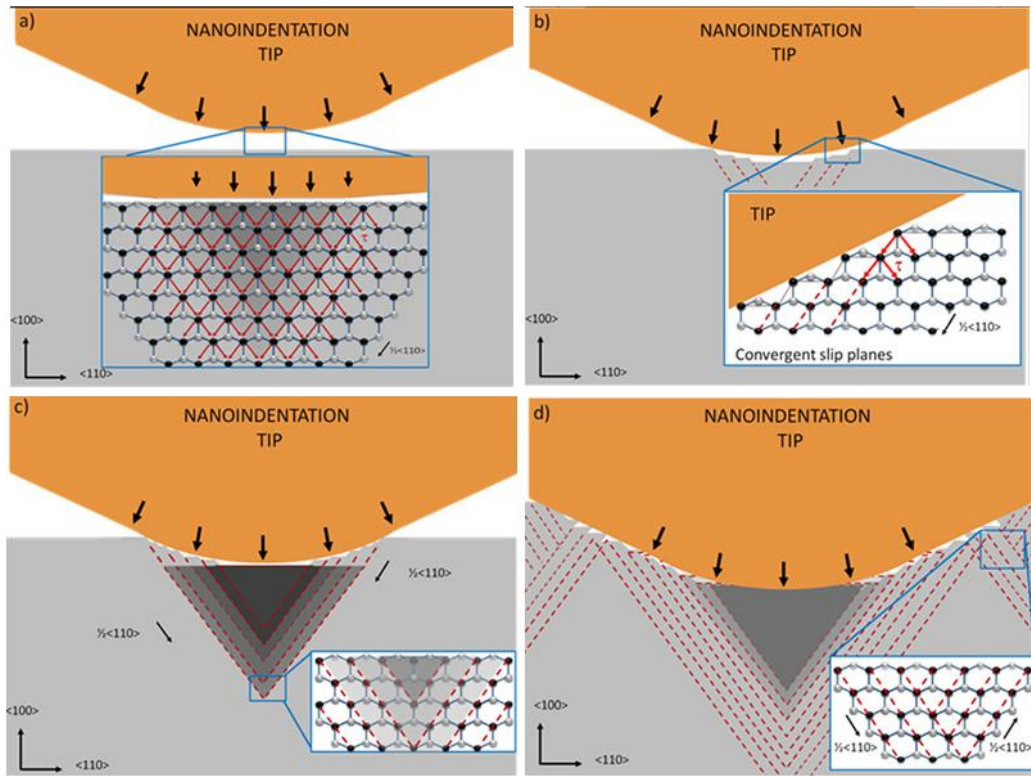 a)
NANOINDENTATION
TIP
τ
<100>
½<110>
<110>
b)
NANOINDENTATION
TIP
TIP
τ
<100>
½<110>
Convergent slip planes
<110>
c)
NANOINDENTATION
TIP
½<110>
½<110>
<100>
<110>
d)
NANOINDENTATION
TIP
<100>
½<110>
½<110>
<110>